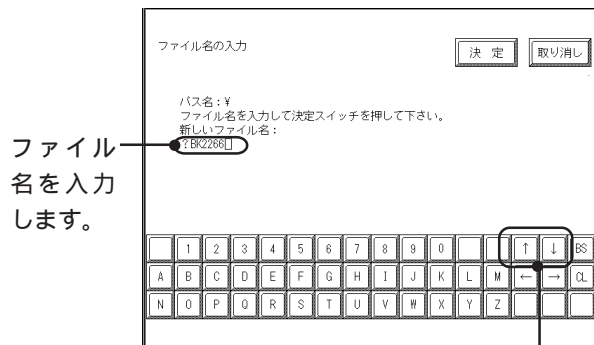 ファイル名の入力
決 定
取り消し
パス名：¥
ファイル名を入力して決定スイッチを押して下さい。
新しいファイル名：
?BK2266
ファイル
名を入力
します。
1 2 3 4 5 6 7 8 9 0 ↑ ↓ BS
A B C D E F G H I J K L M ← → CL
N O P Q R S T U V W X Y Z